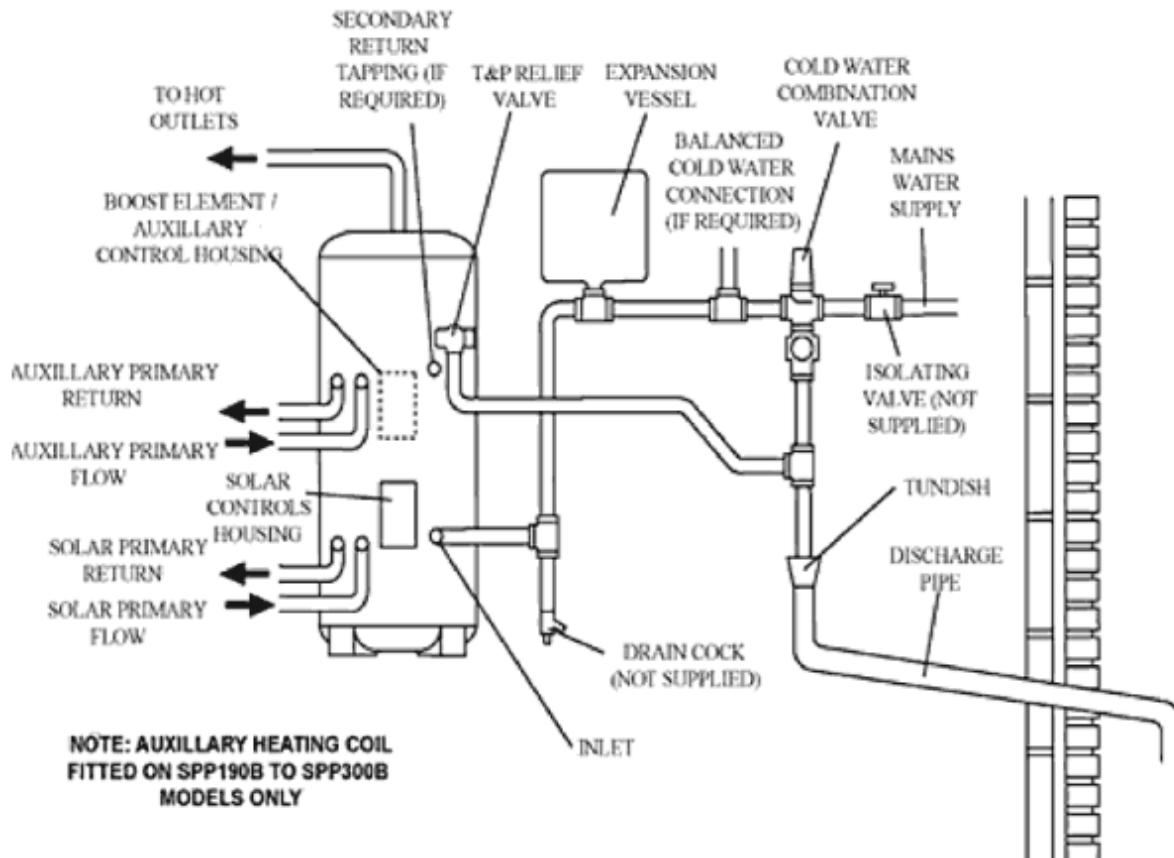 SECONDARY
RETURN
TAPPING (IF
REQUIRED)
T&P RELIEF
VALVE
EXPANSION
VESSEL
COLD WATER
COMBINATION
VALVE
TO HOT
OUTLETS
BALANCED
COLD WATER
CONNECTION
(IF REQUIRED)
MAINS
WATER
SUPPLY
BOOST ELEMENT /
AUXILLARY
CONTROL HOUSING
AUXILLARY PRIMARY
RETURN
AUXILLARY PRIMARY
FLOW
ISOLATING
VALVE (NOT
SUPPLIED)
SOLAR
CONTROLS
HOUSING
TUNDISH
SOLAR PRIMARY
RETURN
SOLAR PRIMARY
FLOW
DISCHARGE
PIPE
DRAIN COCK
(NOT SUPPLIED)
INLET
NOTE: AUXILLARY HEATING COIL
FITTED ON SPP190B TO SPP300B
MODELS ONLY